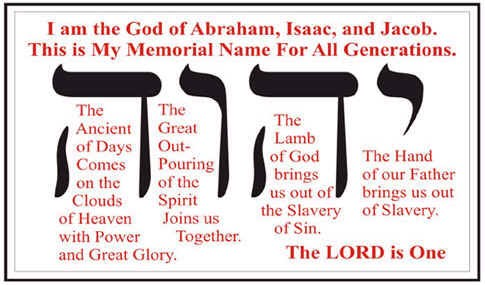 I am the God of Abraham, Isaac, and Jacob.
This is My Memorial Name For All Generations.
יהוה
The Hand
of our Father
brings us out
of Slavery.
The
Lamb
of God
brings
us out of
the Slavery
of Sin.
The
Great
Out-
Pouring
of the
Spirit
Joins us
Together.
The
Ancient
of Days
Comes
on the
Clouds
of Heaven
with Power
and Great Glory.
The LORD is One